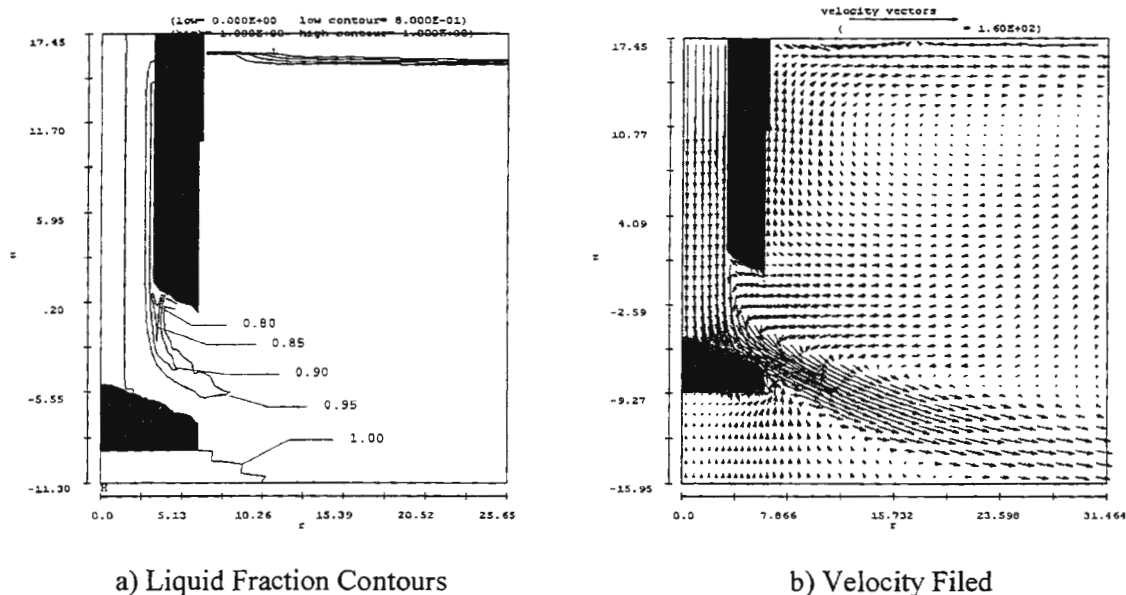 (low= 0.000E+00 low contour= 8.000E-01)
(high= 1.000E+00 high contour= 1.000E+00)
17.45
11.70
5.95
.20
-5.55
-11.30
z
0.80
0.85
0.90
0.95
1.00
0.0 5.13 10.26 15.39 20.52 25.65
r
a) Liquid Fraction Contours
velocity vectors
( = 1.60E+02)
17.45
10.77
4.09
-2.59
-9.27
-15.95
z
0.0 7.866 15.732 23.598 31.464
r
b) Velocity Filed